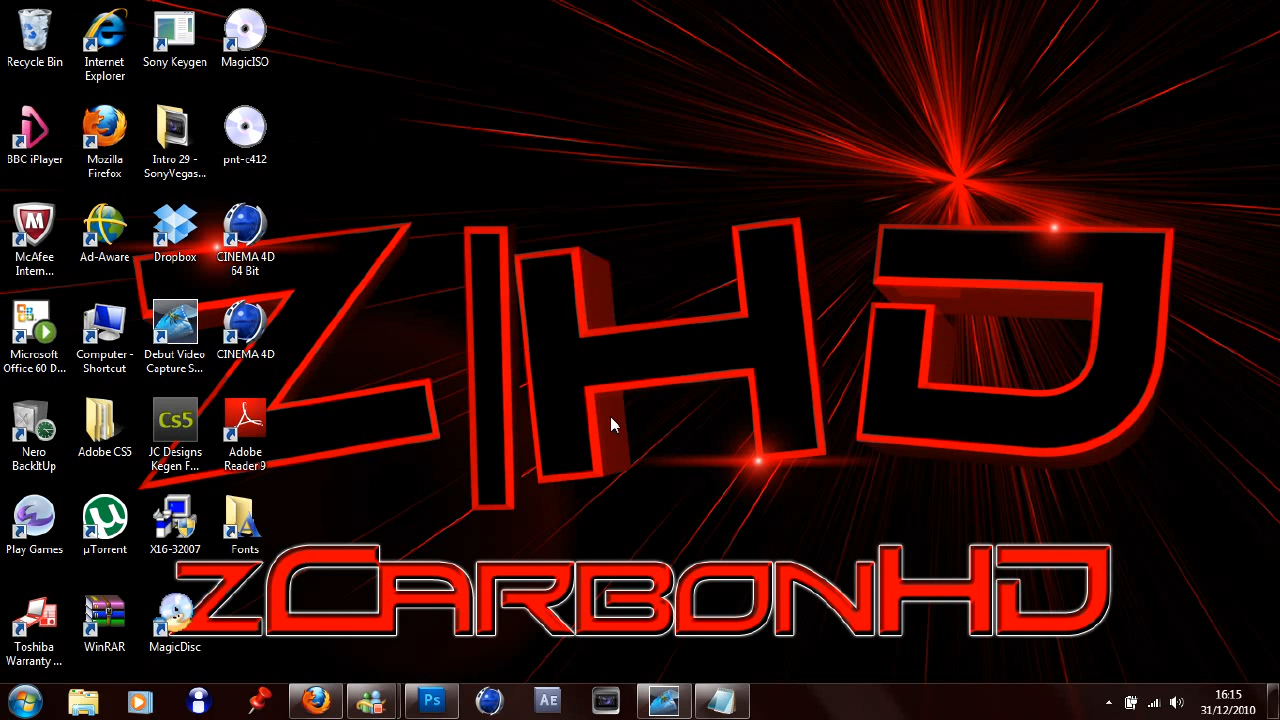 Recycle Bin
Internet
Explorer
Sony Keygen
MagicISO
BBC iPlayer
Mozilla
Firefox
Intro 29 -
SonyVegas...
pnt-c412
McAfee
Intern...
Ad-Aware
Dropbox
CINEMA 4D
64 Bit
Microsoft
Office 60 D...
Computer -
Shortcut
Debut Video
Capture S...
CINEMA 4D
Nero
BackItUp
Adobe CS5
Cs5
JC Designs
Kegen F...
Adobe
Reader 9
Play Games
µTorrent
X16-32007
Fonts
Toshiba
Warranty ...
WinRAR
MagicDisc
Z|HD
zCarbonHD
Ps
AE
16:15
31/12/2010